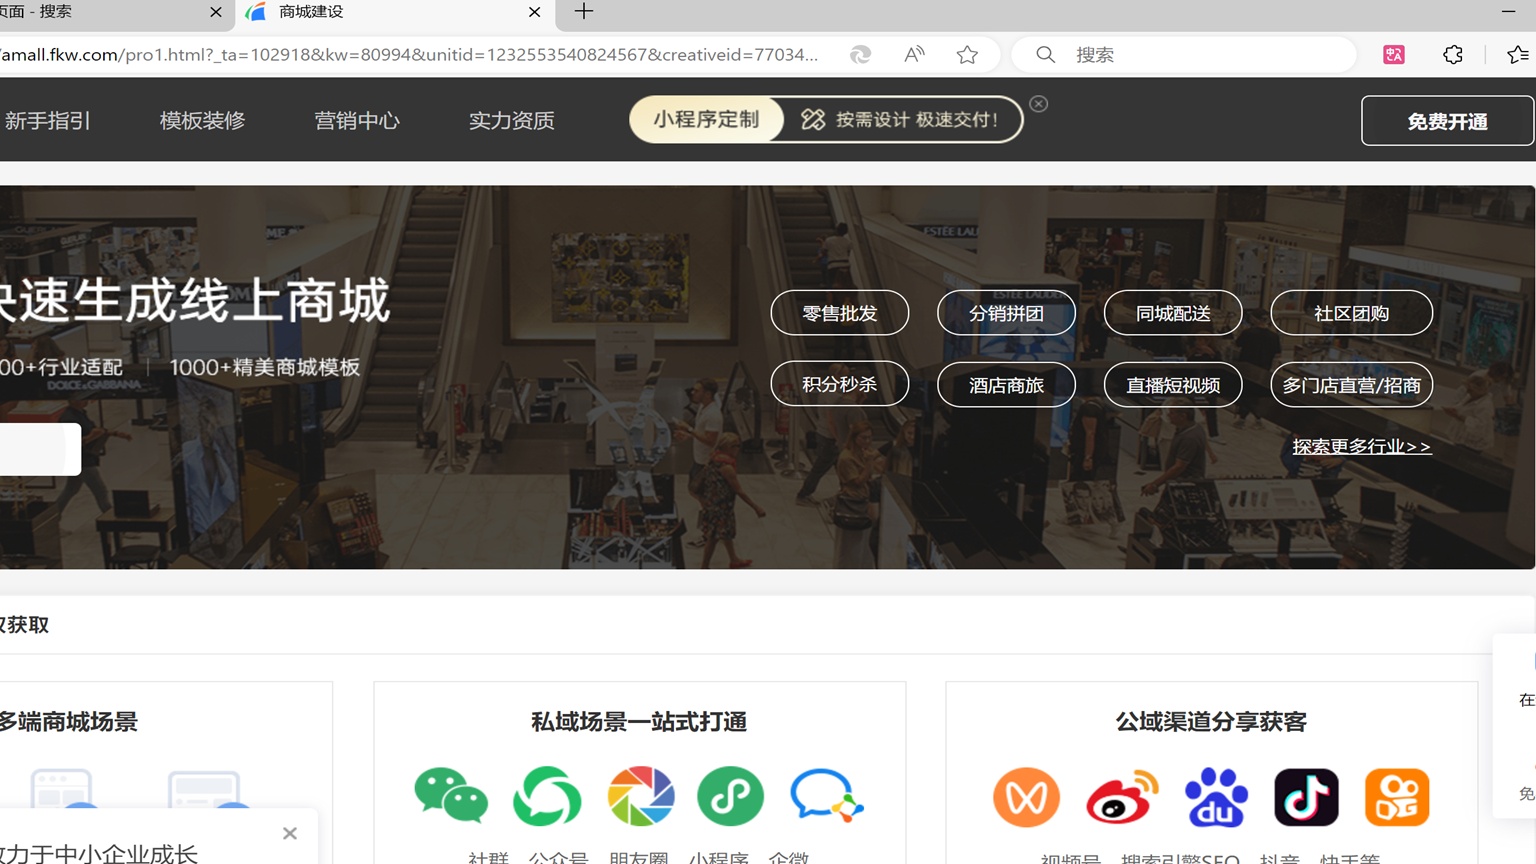 页面 - 搜索
商城建设
amall.fkw.com/pro1.html?_ta=102918&kw=80994&unitid=1232553540824567&creativeid=77034...
搜索
新手指引
模板装修
营销中心
实力资质
小程序定制
按需设计 极速交付!
免费开通
快速生成线上商城
00+行业适配 | 1000+精美商城模板
零售批发
分销拼团
同城配送
社区团购
积分秒杀
酒店商旅
直播短视频
多门店直营/招商
探索更多行业>>
ESTÉE LAUDER
DOLCE&GABBANA
获取
多端商城场景
私域场景一站式打通
公域渠道分享获客
du
社群
公众号
朋友圈
小程序
企微
视频号
搜索引擎SEO
抖音
快手等
致力于中小企业成长
在
免